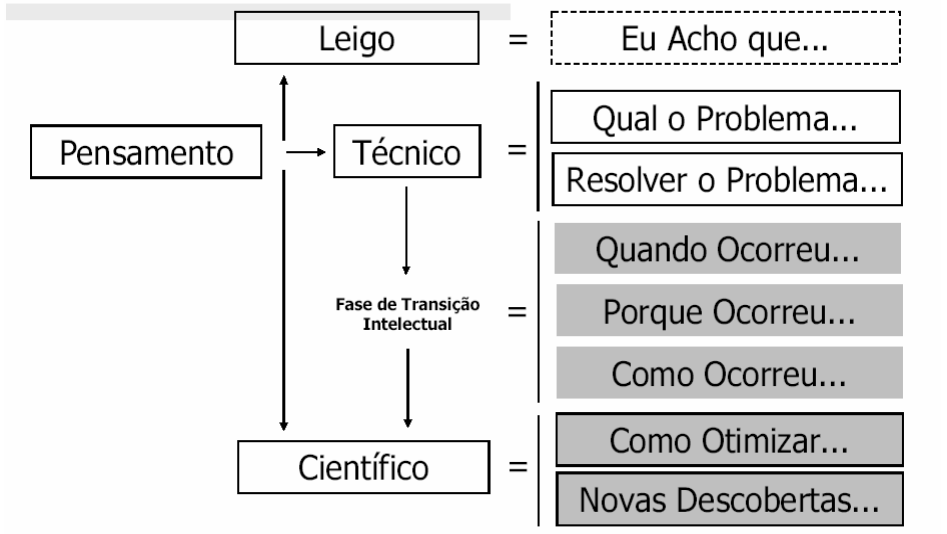 Leigo = Eu Acho que...
Qual o Problema...
Pensamento Técnico =
Resolver o Problema...
Quando Ocorreu...
Fase de Transição
Intelectual = Porque Ocorreu...
Como Ocorreu...
Como Otimizar...
Científico =
Novas Descobertas...